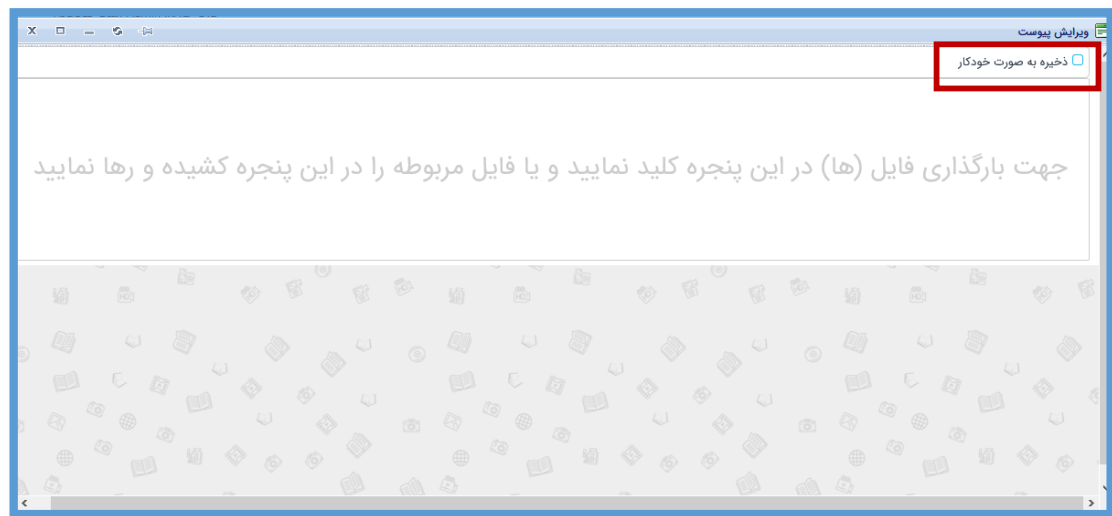 ویرایش پیوست
ذخیره به صورت خودکار
جهت بارگذاری فایل (ها) در این پنجره کلید نمایید و یا فایل مربوطه را در این پنجره کشیده و رها نمایید